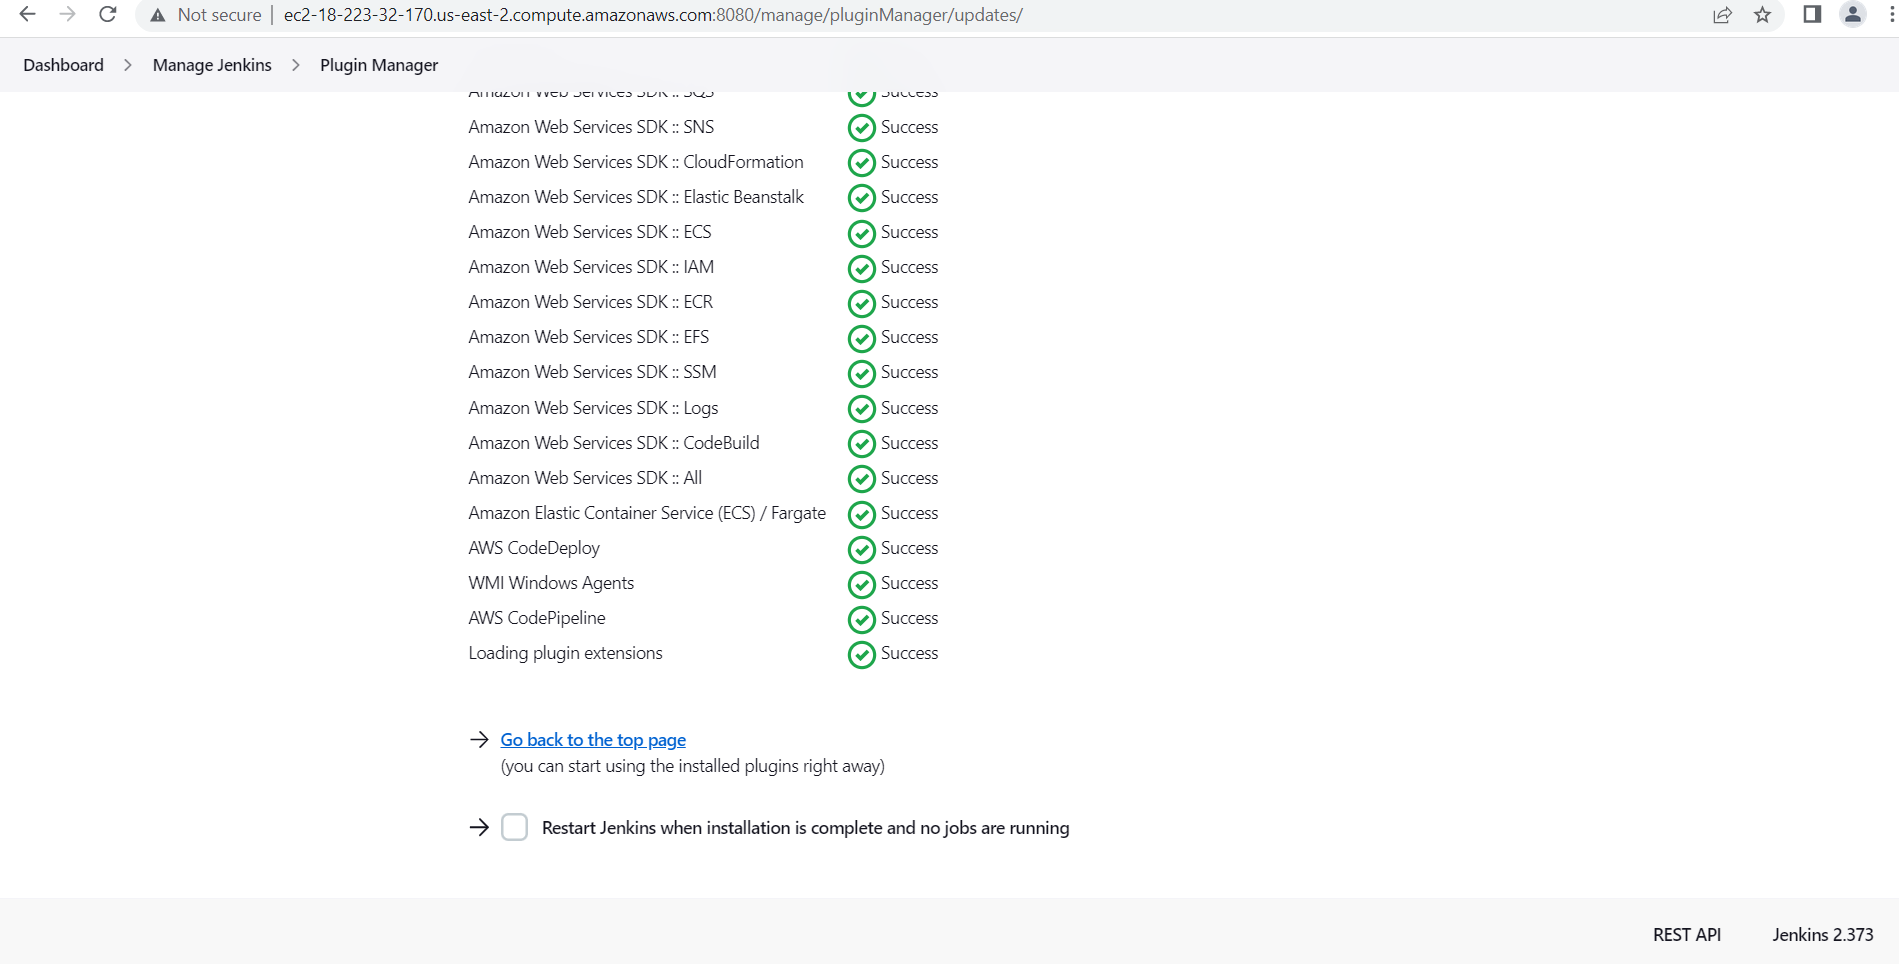 Not secure | ec2-18-223-32-170.us-east-2.compute.amazonaws.com:8080/manage/pluginManager/updates/
Dashboard > Manage Jenkins > Plugin Manager
Amazon Web Services SDK :: SQS Success
Amazon Web Services SDK :: SNS Success
Amazon Web Services SDK :: CloudFormation Success
Amazon Web Services SDK :: Elastic Beanstalk Success
Amazon Web Services SDK :: ECS Success
Amazon Web Services SDK :: IAM Success
Amazon Web Services SDK :: ECR Success
Amazon Web Services SDK :: EFS Success
Amazon Web Services SDK :: SSM Success
Amazon Web Services SDK :: Logs Success
Amazon Web Services SDK :: CodeBuild Success
Amazon Web Services SDK :: All Success
Amazon Elastic Container Service (ECS) / Fargate Success
AWS CodeDeploy Success
WMI Windows Agents Success
AWS CodePipeline Success
Loading plugin extensions Success
Go back to the top page
(you can start using the installed plugins right away)
Restart Jenkins when installation is complete and no jobs are running
REST API Jenkins 2.373